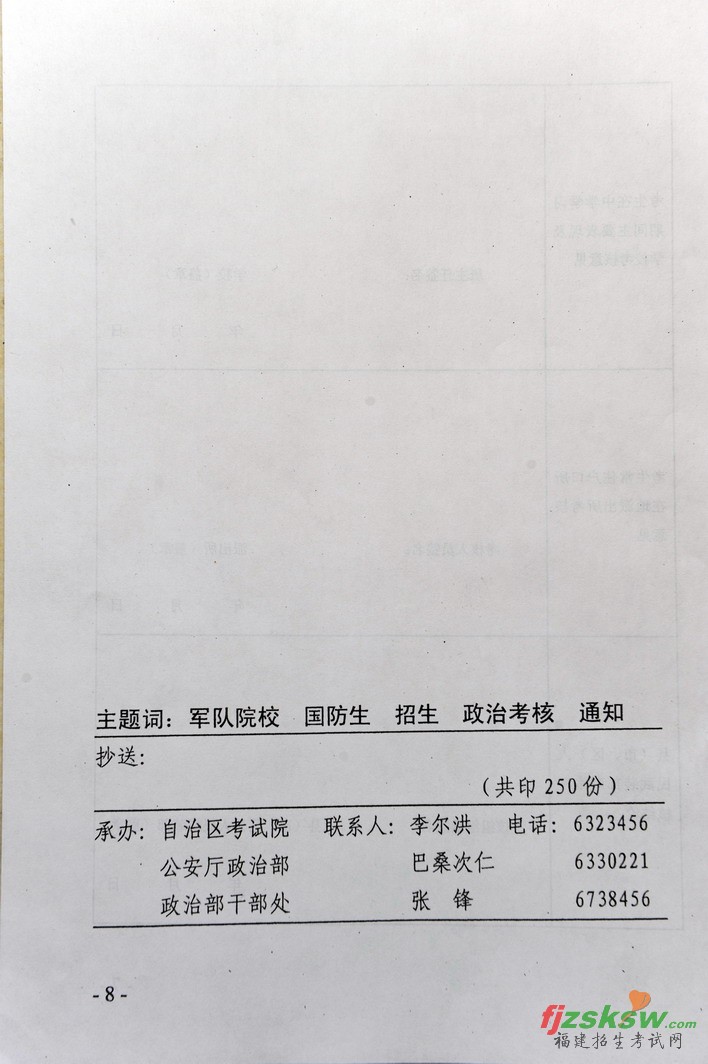 主题词：军队院校　国防生　招生　政治考核　通知
抄送：
（共印250份）
承办：自治区考试院　联系人：李尔洪　电话：6323456
公安厅政治部　巴桑次仁　6330221
政治部干部处　张　锋　6738456
- 8 -
fjzsksw.com
福建招生考试网